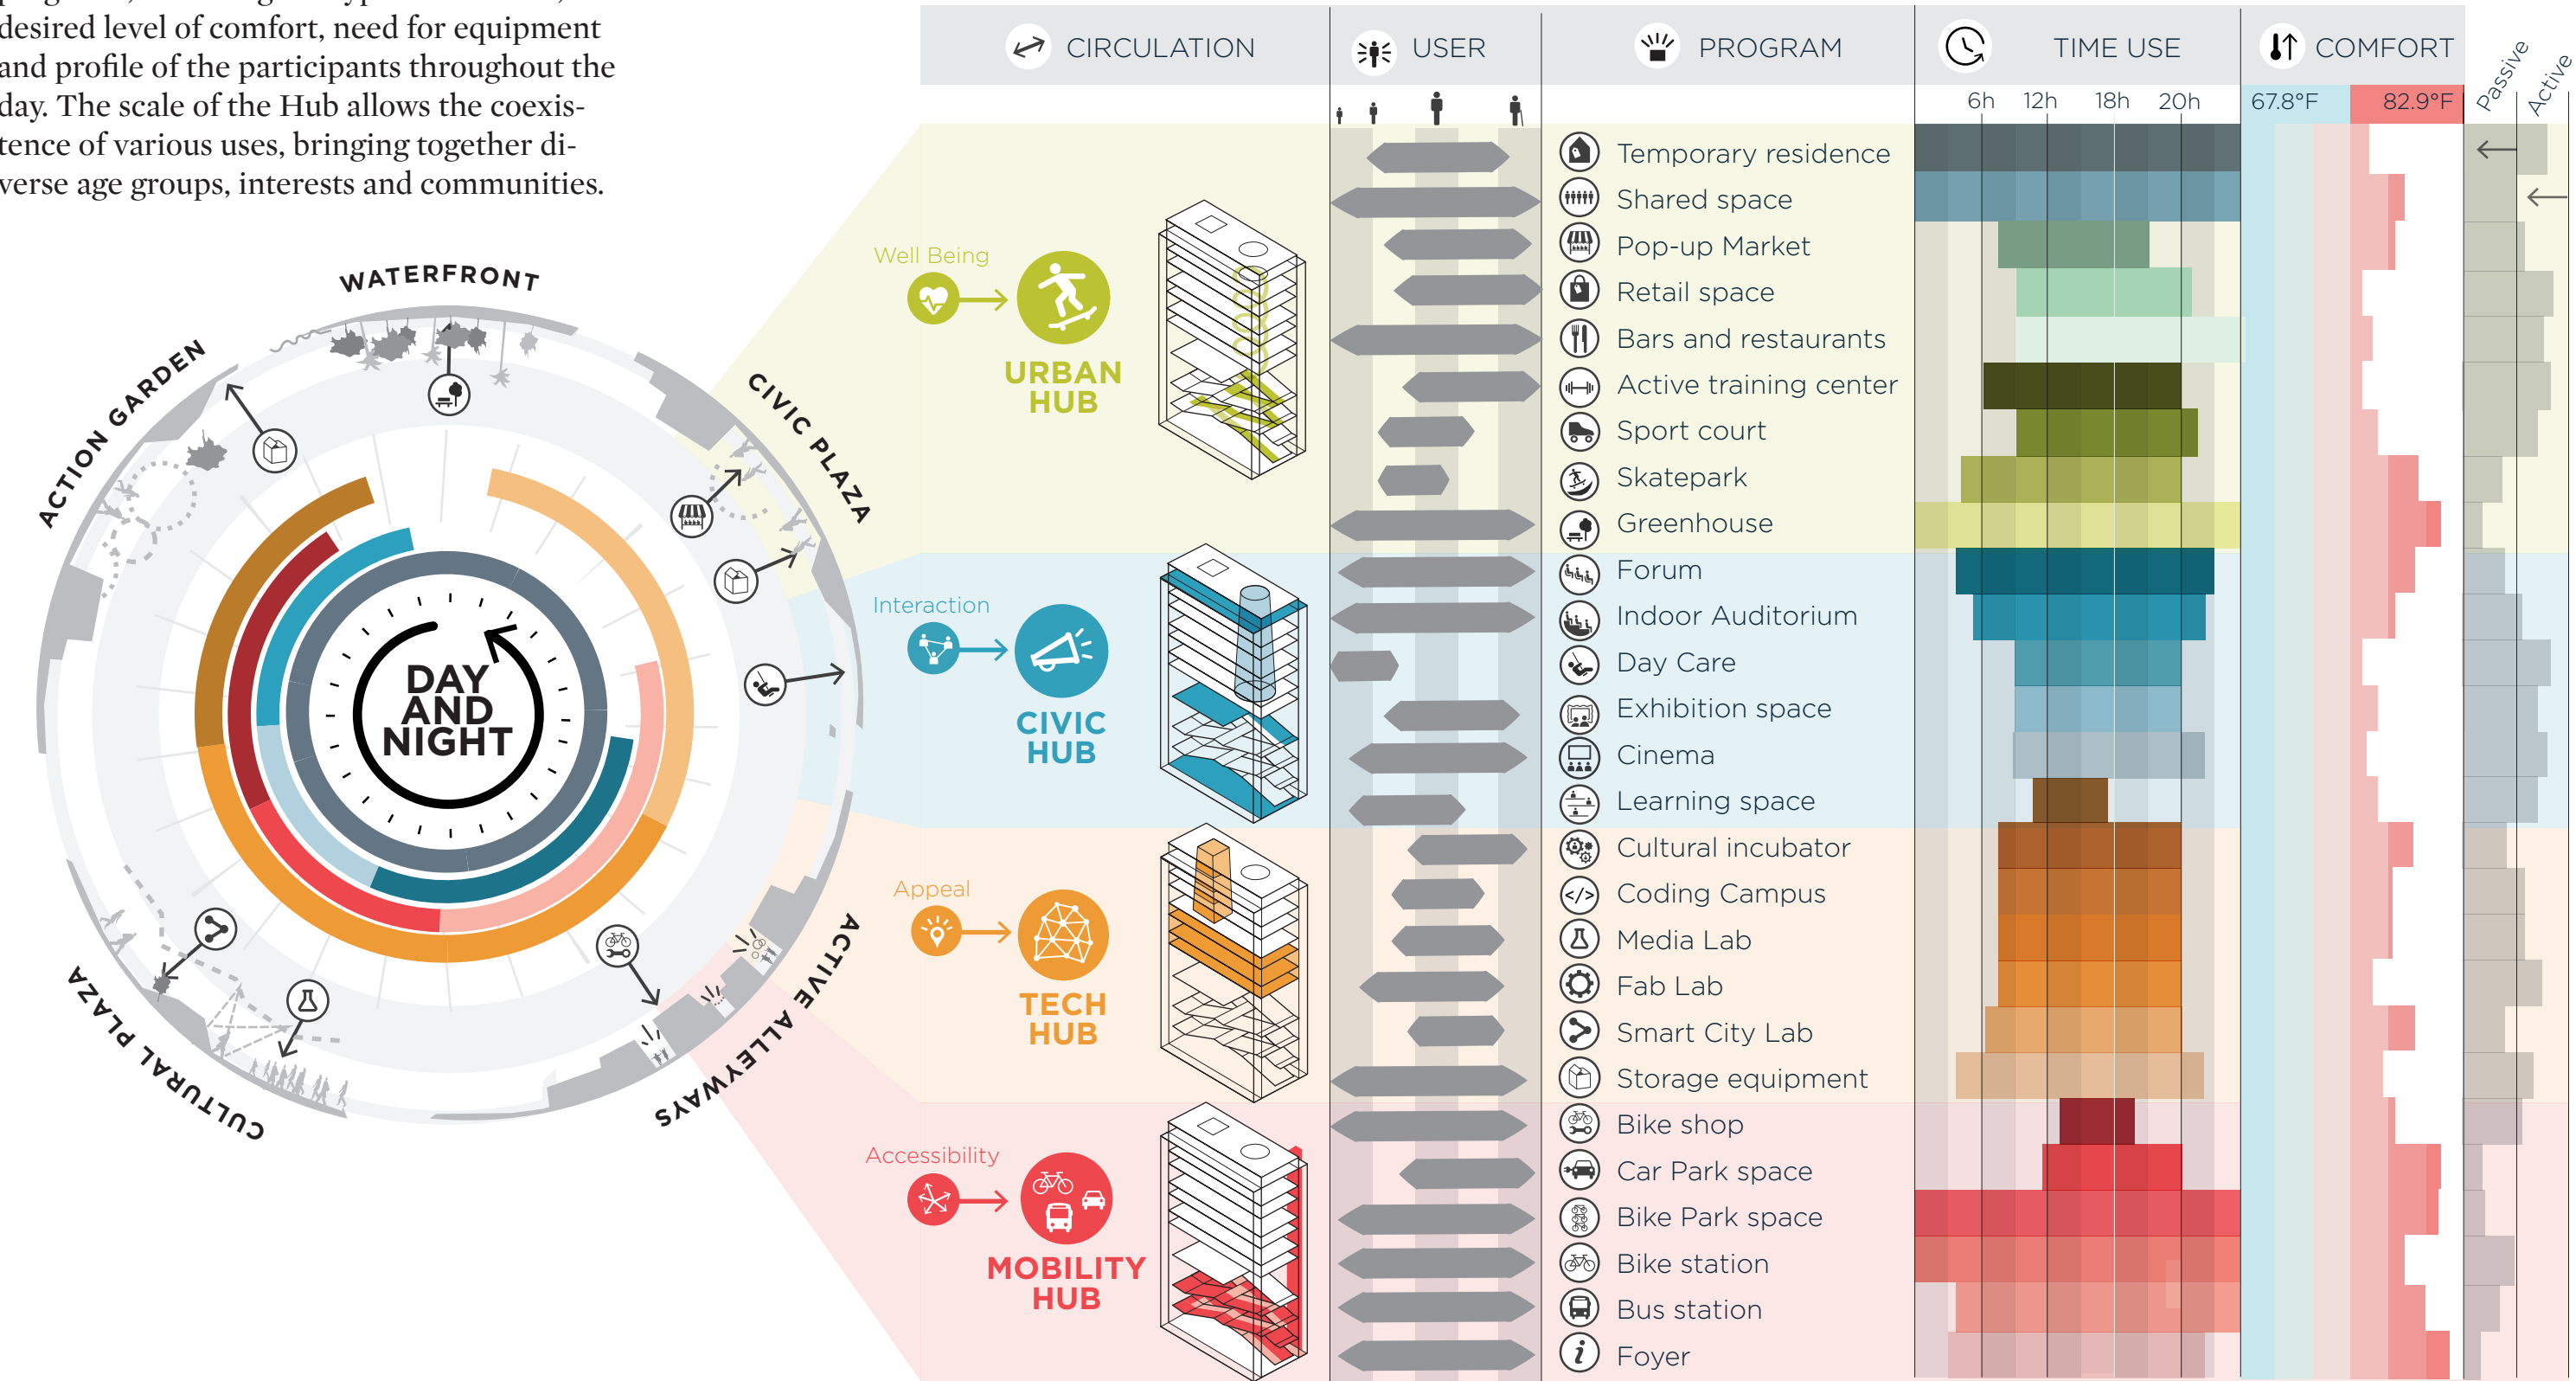 desired level of comfort, need for equipment
and profile of the participants throughout the
day. The scale of the Hub allows the coexis-
tence of various uses, bringing together di-
verse age groups, interests and communities.
WATERFRONT
ACTION GARDEN
CIVIC PLAZA
DAY
AND
NIGHT
CULTURAL PLAZA
ACTIVE ALLEYWAYS
CIRCULATION
USER
PROGRAM
TIME USE
COMFORT
Passive
Active
6h 12h 18h 20h
67.8°F
82.9°F
Well Being
URBAN
HUB
Temporary residence
Shared space
Pop-up Market
Retail space
Bars and restaurants
Active training center
Sport court
Skatepark
Greenhouse
Interaction
CIVIC
HUB
Forum
Indoor Auditorium
Day Care
Exhibition space
Cinema
Learning space
Appeal
TECH
HUB
Cultural incubator
</>
Coding Campus
Media Lab
Fab Lab
Smart City Lab
Storage equipment
Accessibility
MOBILITY
HUB
Bike shop
Car Park space
Bike Park space
Bike station
Bus station
i
Foyer